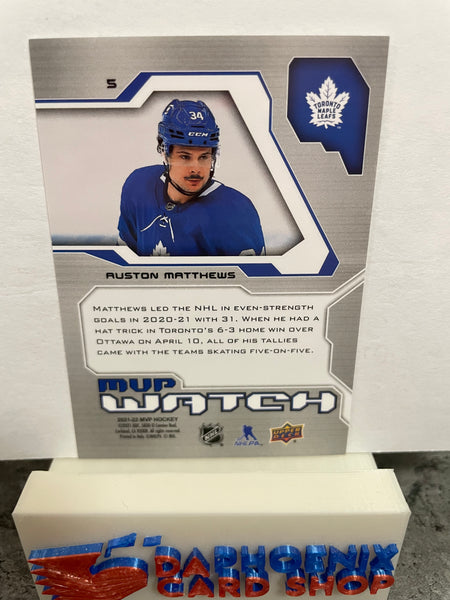 5
TORONTO
MAPLE
LEAFS
34
CCM
AUSTON MATTHEWS
MATTHEWS LED THE NHL IN EVEN-STRENGTH
GOALS IN 2020-21 WITH 31. WHEN HE HAD A
HAT TRICK IN TORONTO'S 6-3 HOME WIN OVER
OTTAWA ON APRIL 10, ALL OF HIS TALLIES
CAME WITH THE TEAMS SKATING FIVE-ON-FIVE.
MVP
WATCH
2021-22 MVP HOCKEY
NHL
NHLPA
UPPER DECK
DAPHOENIX
CARD SHOP